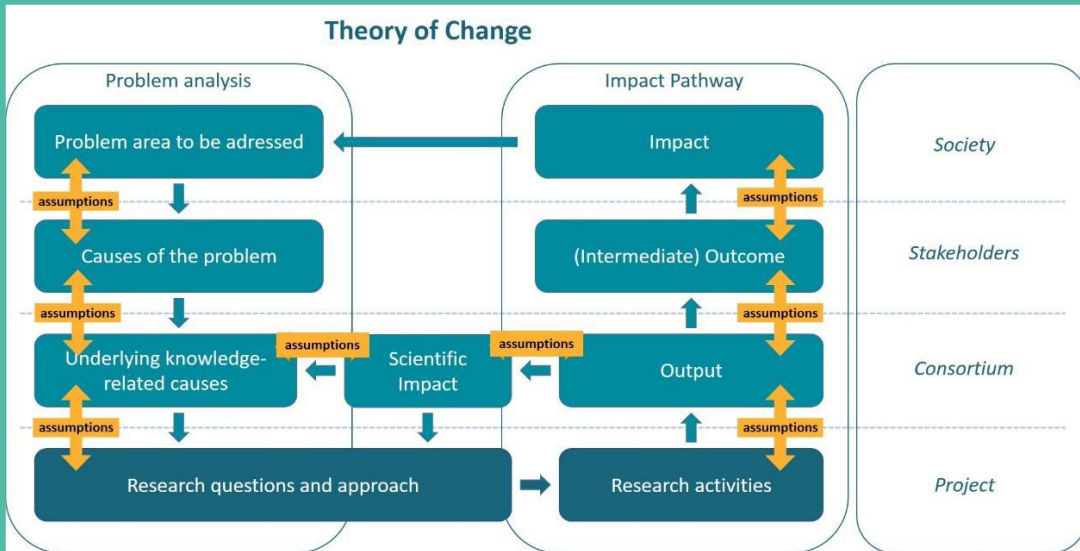 Theory of Change
Problem analysis
Impact Pathway
Problem area to be adressed
Impact
Society
assumptions
assumptions
Causes of the problem
(Intermediate) Outcome
Stakeholders
assumptions
assumptions
assumptions
assumptions
Underlying knowledge-
related causes
Scientific
Impact
Output
Consortium
assumptions
assumptions
Research questions and approach
Research activities
Project